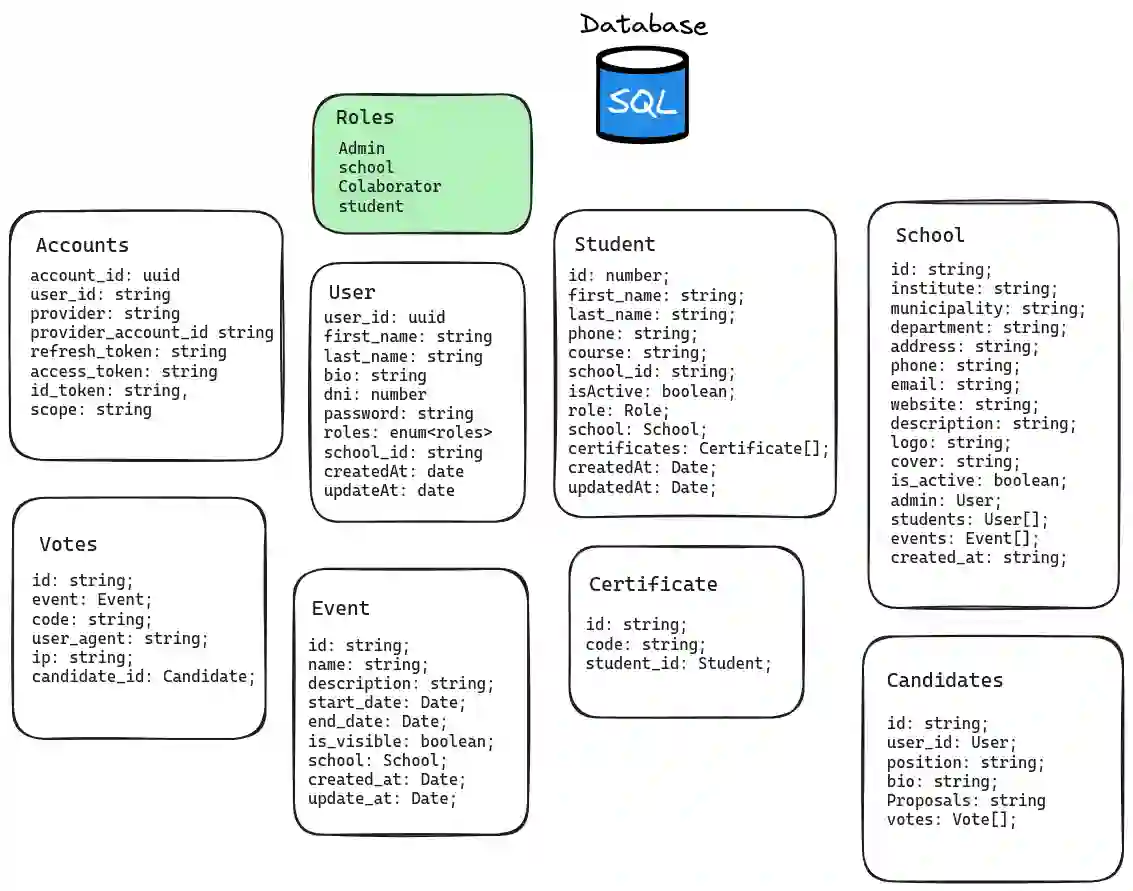 Database
SQL
Roles
Admin
school
Colaborator
student
Accounts
account_id: uuid
user_id: string
provider: string
provider_account_id string
refresh_token: string
access_token: string
id_token: string,
scope: string
User
user_id: uuid
first_name: string
last_name: string
bio: string
dni: number
password: string
roles: enum<roles>
school_id: string
createdAt: date
updateAt: date
Student
id: number;
first_name: string;
last_name: string;
phone: string;
course: string;
school_id: string;
isActive: boolean;
role: Role;
school: School;
certificates: Certificate[];
createdAt: Date;
updatedAt: Date;
School
id: string;
institute: string;
municipality: string;
department: string;
address: string;
phone: string;
email: string;
website: string;
description: string;
logo: string;
cover: string;
is_active: boolean;
admin: User;
students: User[];
events: Event[];
created_at: string;
Votes
id: string;
event: Event;
code: string;
user_agent: string;
ip: string;
candidate_id: Candidate;
Event
id: string;
name: string;
description: string;
start_date: Date;
end_date: Date;
is_visible: boolean;
school: School;
created_at: Date;
update_at: Date;
Certificate
id: string;
code: string;
student_id: Student;
Candidates
id: string;
user_id: User;
position: string;
bio: string;
Proposals: string
votes: Vote[];